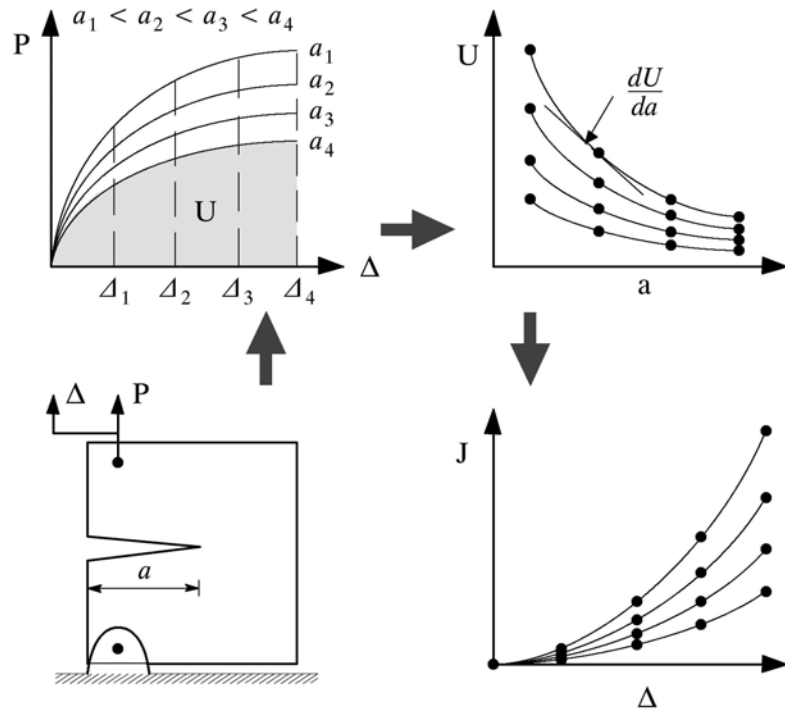 a₁ < a₂ < a₃ < a₄
P
a₁
a₂
a₃
a₄
U
Δ
Δ₁ Δ₂ Δ₃ Δ₄
U
dU
da
a
Δ P
a
J
Δ